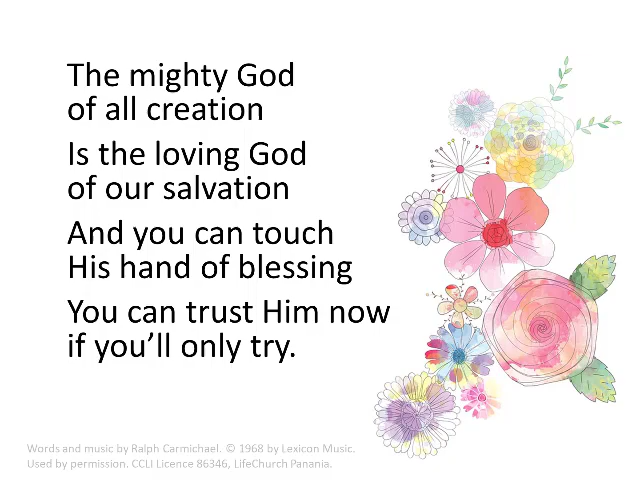 The mighty God
of all creation
Is the loving God
of our salvation
And you can touch
His hand of blessing
You can trust Him now
if you’ll only try.
Words and music by Ralph Carmichael. © 1968 by Lexicon Music.
Used by permission. CCLI Licence 86346, LifeChurch Panania.